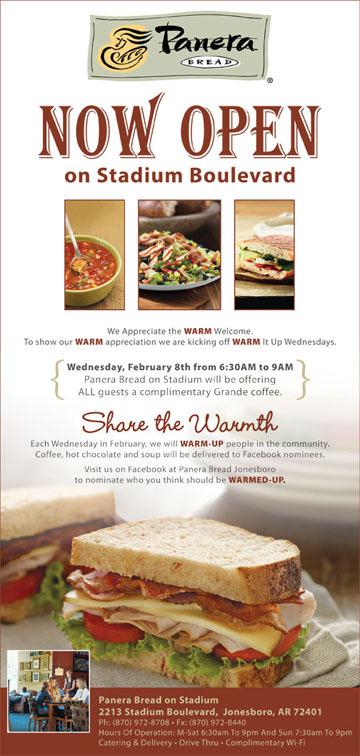 Panera
BREAD
®
NOW OPEN
on Stadium Boulevard
We Appreciate the WARM Welcome.
To show our WARM appreciation we are kicking off WARM It Up Wednesdays.
Wednesday, February 8th from 6:30AM to 9AM
Panera Bread on Stadium will be offering
ALL guests a complimentary Grande coffee.
Share the Warmth
Each Wednesday in February, we will WARM-UP people in the community.
Coffee, hot chocolate and soup will be delivered to Facebook nominees.
Visit us on Facebook at Panera Bread Jonesboro
to nominate who you think should be WARMED-UP.
Panera Bread on Stadium
2213 Stadium Boulevard, Jonesboro, AR 72401
Ph: (870) 972-8708 • Fx: (870) 972-8440
Hours Of Operation: M-Sat 6:30am To 9pm And Sun 7:30am To 9pm
Catering & Delivery • Drive Thru • Complimentary Wi-Fi